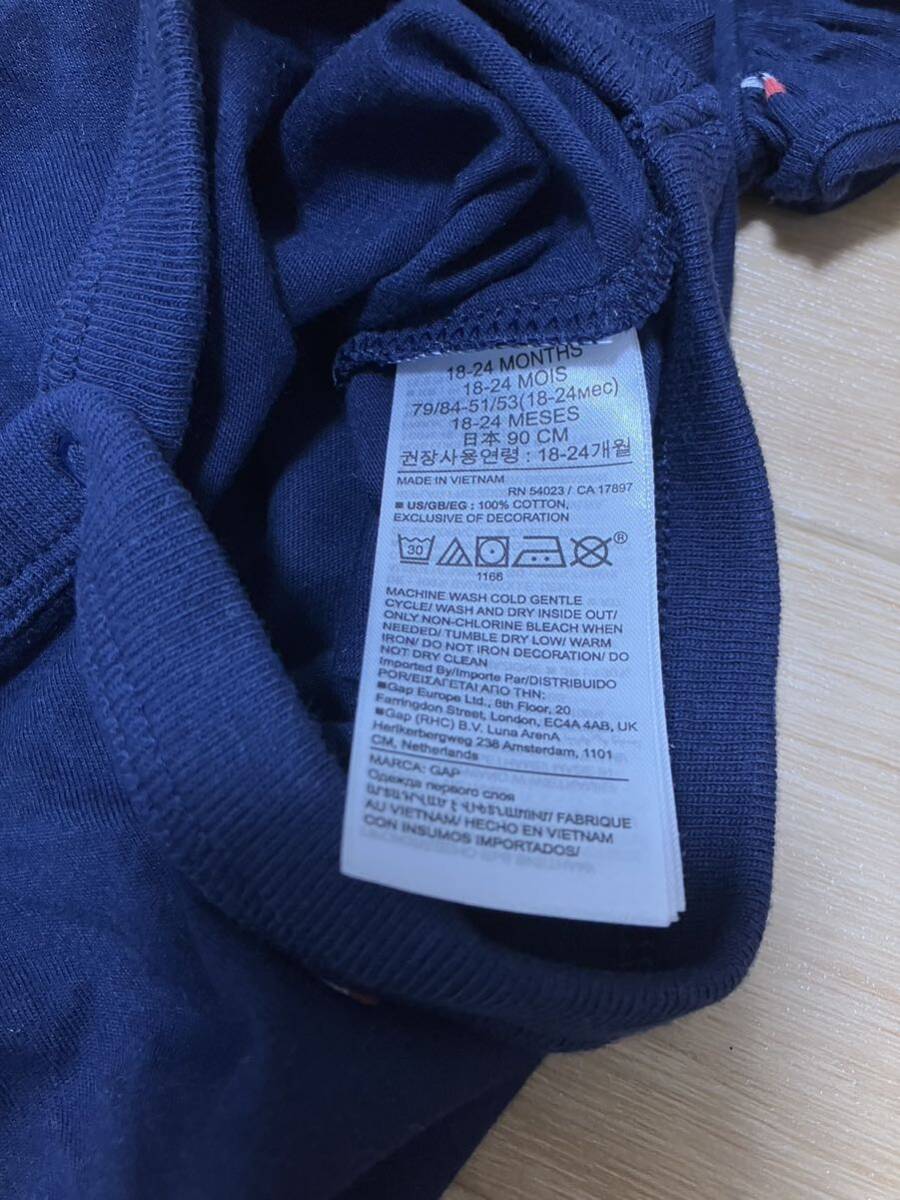 18-24 MONTHS
18-24 MOIS
79/84-51/53(18-24мес)
18-24 MESES
日本 90 CM
권장사용연령 : 18-24개월
MADE IN VIETNAM
RN 54023 / CA 17897
■ US/GB/EG : 100% COTTON,
EXCLUSIVE OF DECORATION
30
®
1166
MACHINE WASH COLD GENTLE
CYCLE/ WASH AND DRY INSIDE OUT/
ONLY NON-CHLORINE BLEACH WHEN
NEEDED/ TUMBLE DRY LOW/ WARM
IRON/ DO NOT IRON DECORATION/ DO
NOT DRY CLEAN
Imported By/Importe Par/DISTRIBUIDO
POR/ΕΙΣΑΓΕΤΑΙ ΑΠΟ ΤΗΝ:
■Gap Europe Ltd., 8th Floor, 20
Farringdon Street, London, EC4A 4AB, UK
■Gap (RHC) B.V. Luna ArenA
Herikerbergweg 238 Amsterdam, 1101
CM, Netherlands
MARCA: GAP
Одежда первого слоя
ԱՐՏԱԴՐՎԱԾ Է ՎԻԵՏՆԱՄՈՒՄ/ FABRIQUE
AU VIETNAM/ HECHO EN VIETNAM
CON INSUMOS IMPORTADOS/